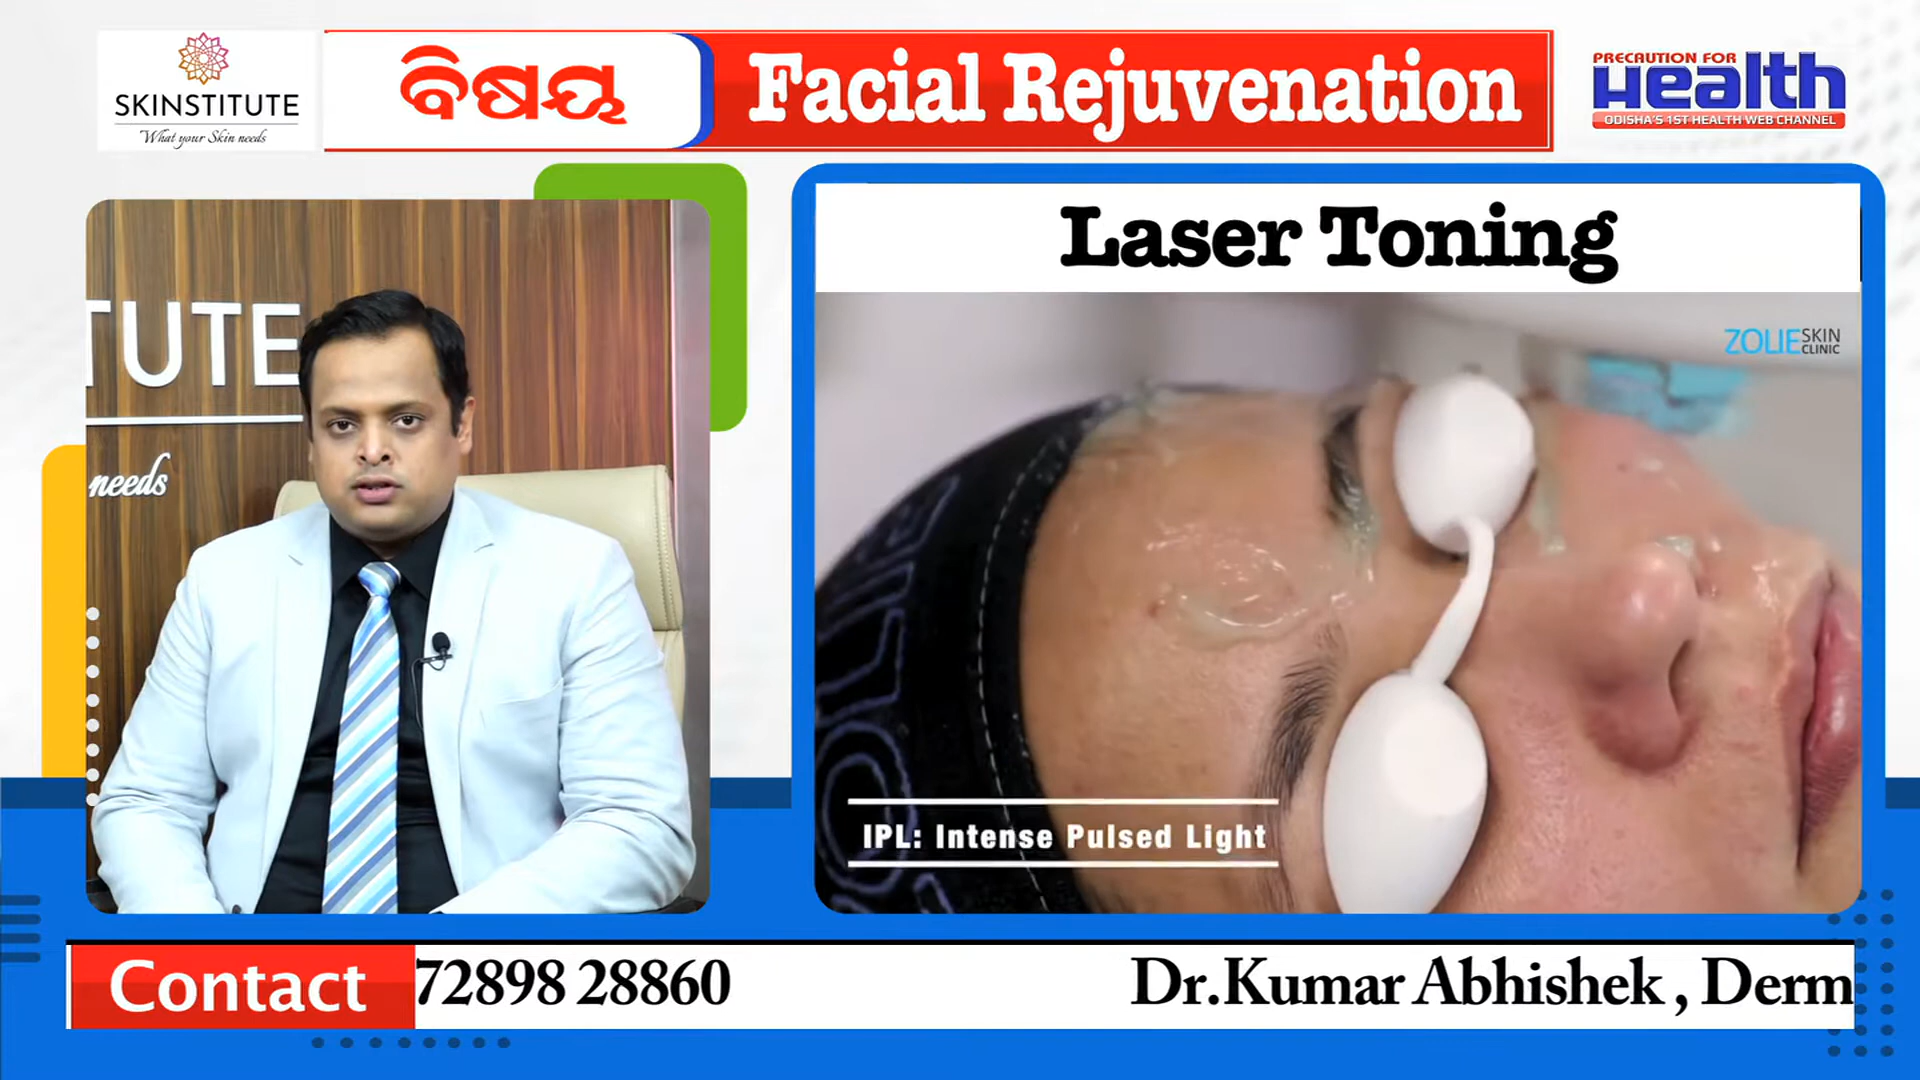 SKINSTITUTE
What your Skin needs
ବିଷୟ
Facial Rejuvenation
PRECAUTION FOR
Health
ODISHA'S 1ST HEALTH WEB CHANNEL
TUTE
needs
Laser Toning
ZOLIE SKIN
CLINIC
IPL: Intense Pulsed Light
Contact
72898 28860
Dr.Kumar Abhishek , Derm